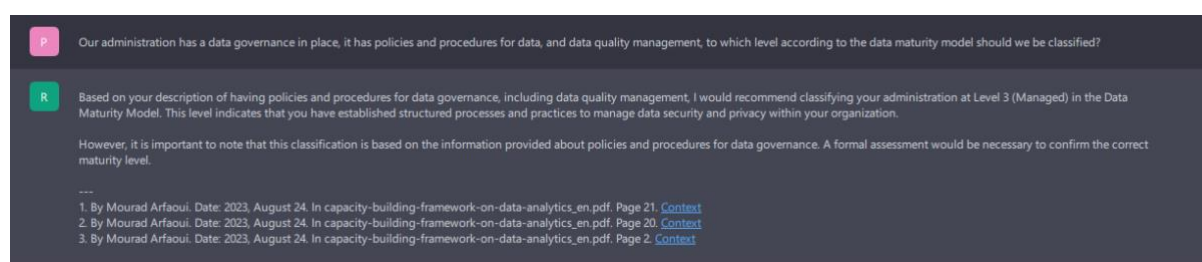 P
Our administration has a data governance in place, it has policies and procedures for data, and data quality management, to which level according to the data maturity model should we be classified?
R
Based on your description of having policies and procedures for data governance, including data quality management, I would recommend classifying your administration at Level 3 (Managed) in the Data
Maturity Model. This level indicates that you have established structured processes and practices to manage data security and privacy within your organization.
However, it is important to note that this classification is based on the information provided about policies and procedures for data governance. A formal assessment would be necessary to confirm the correct
maturity level.
---
1. By Mourad Arfaoui. Date: 2023, August 24. In capacity-building-framework-on-data-analytics_en.pdf. Page 21. Context
2. By Mourad Arfaoui. Date: 2023, August 24. In capacity-building-framework-on-data-analytics_en.pdf. Page 20. Context
3. By Mourad Arfaoui. Date: 2023, August 24. In capacity-building-framework-on-data-analytics_en.pdf. Page 2. Context